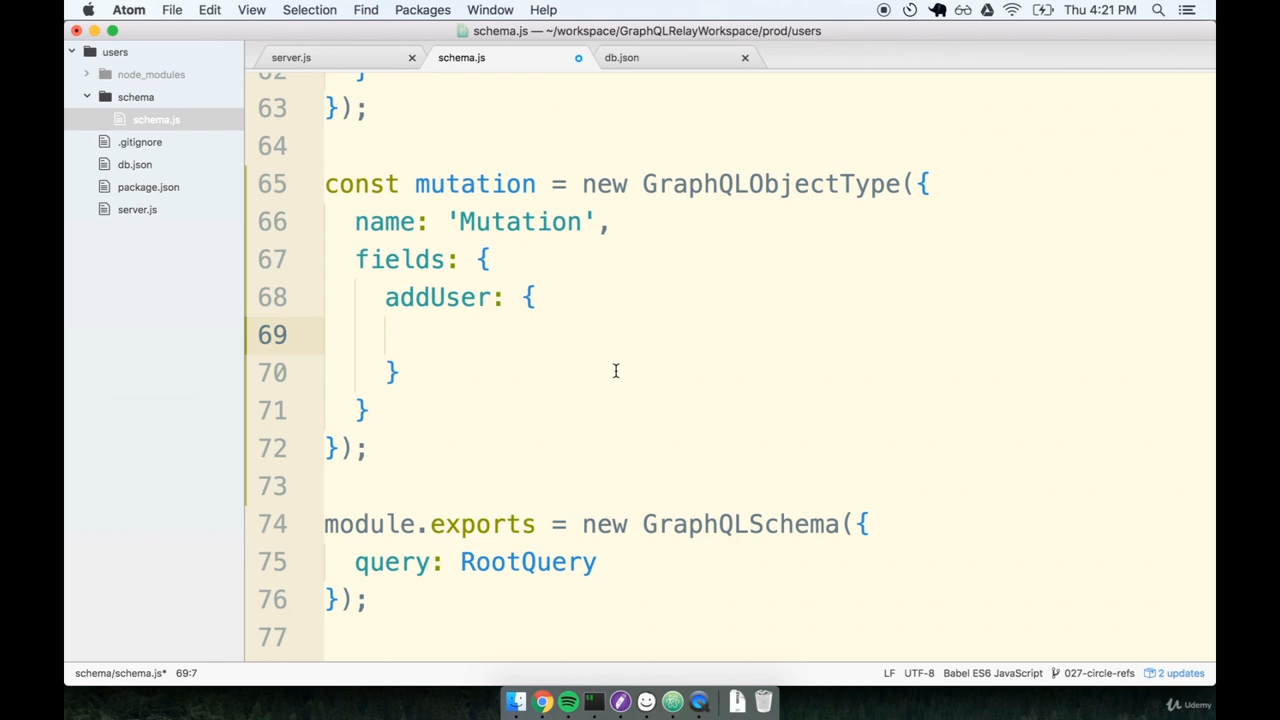 Atom File Edit View Selection Find Packages Window Help Thu 4:21 PM
schema.js — ~/workspace/GraphQLRelayWorkspace/prod/users
users
node_modules
schema
schema.js
.gitignore
db.json
package.json
server.js
server.js schema.js db.json
62 }
63 });
64
65 const mutation = new GraphQLObjectType({
66 name: 'Mutation',
67 fields: {
68 addUser: {
69
70 }
71 }
72 });
73
74 module.exports = new GraphQLSchema({
75 query: RootQuery
76 });
77
schema/schema.js* 69:7 LF UTF-8 Babel ES6 JavaScript 027-circle-refs 2 updates
Udemy